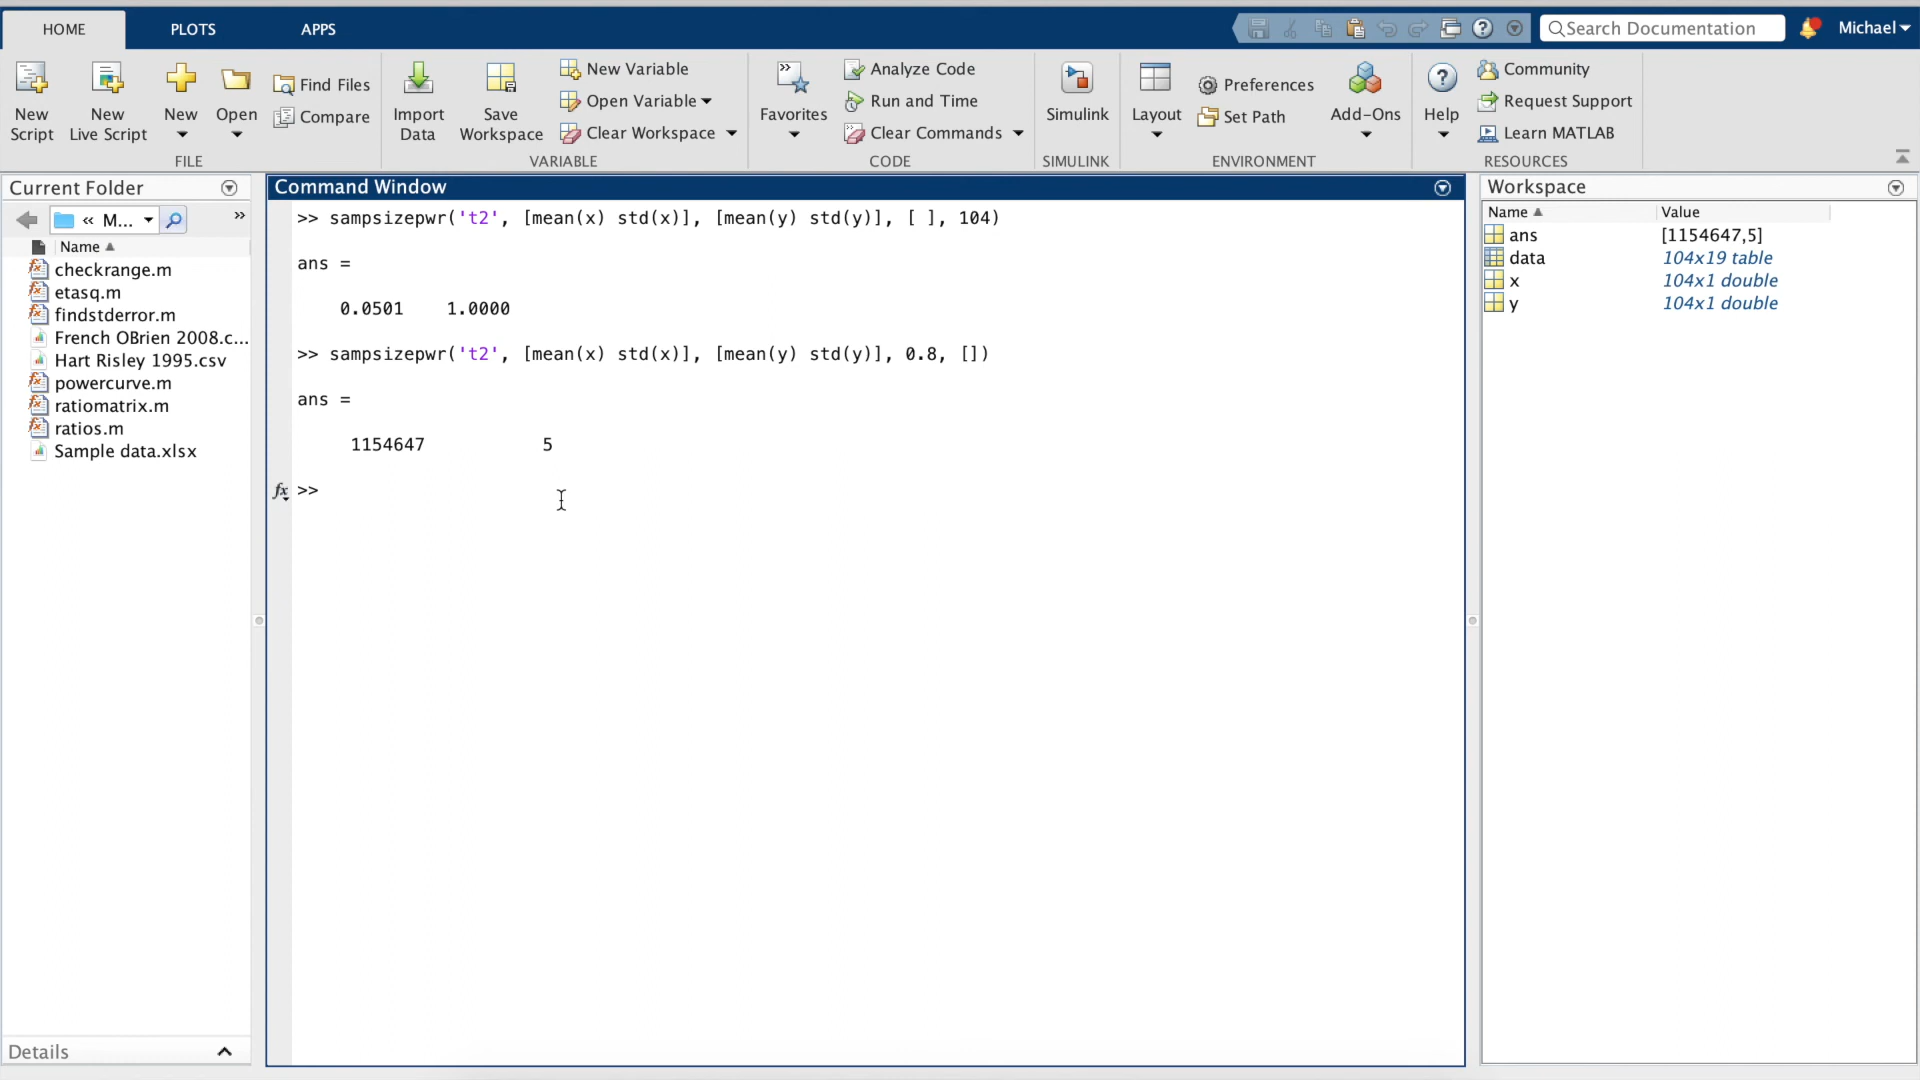 HOME PLOTS APPS Search Documentation Michael
New Script New Live Script New Open Find Files Compare
FILE
Import Data Save Workspace New Variable Open Variable Clear Workspace
VARIABLE
Favorites Analyze Code Run and Time Clear Commands
CODE
Simulink
SIMULINK
Layout Preferences Set Path Add-Ons
ENVIRONMENT
Help Community Request Support Learn MATLAB
RESOURCES
Current Folder
« M...
»
Name
checkrange.m
etasq.m
findstderror.m
French OBrien 2008.c...
Hart Risley 1995.csv
powercurve.m
ratiomatrix.m
ratios.m
Sample data.xlsx
Details
Command Window
>> sampsizepwr('t2', [mean(x) std(x)], [mean(y) std(y)], [ ], 104)
ans =
0.0501 1.0000
>> sampsizepwr('t2', [mean(x) std(x)], [mean(y) std(y)], 0.8, [])
ans =
1154647 5
fx >>
Workspace
Name Value
ans [1154647,5]
data 104x19 table
x 104x1 double
y 104x1 double